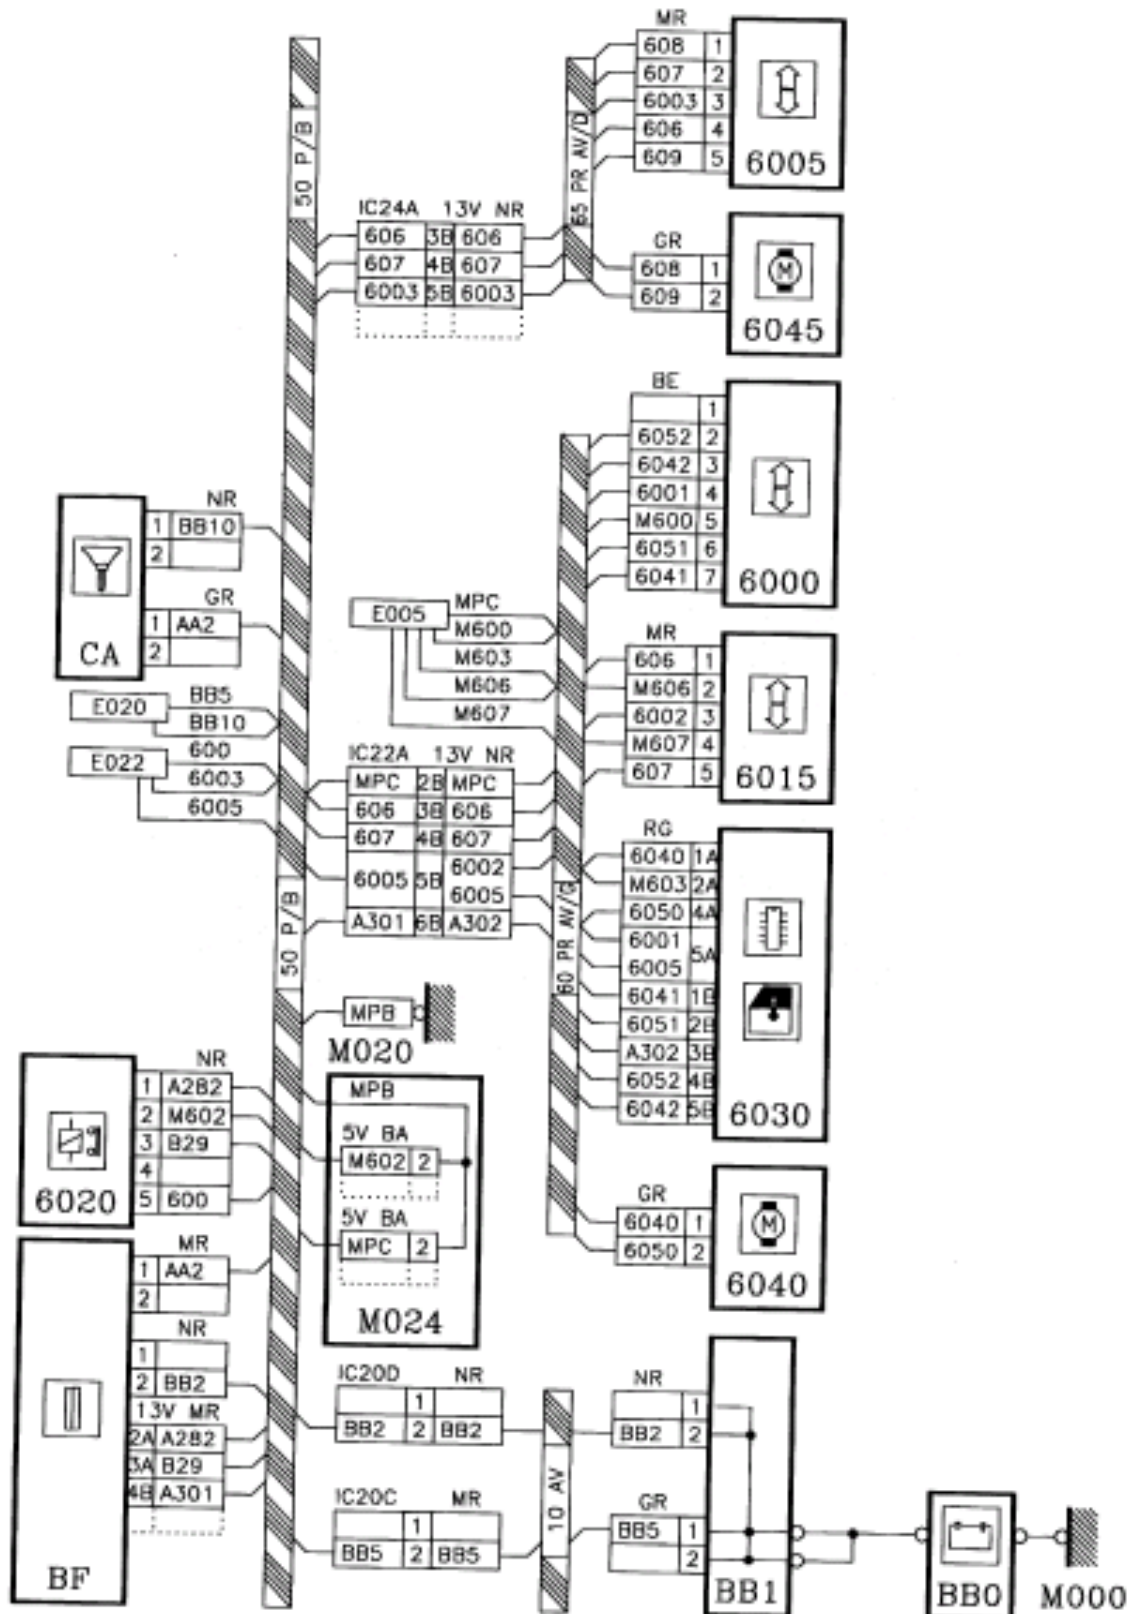 MR
608 1
607 2
6003 3
606 4
609 5
6005
50 P/B
65 PR AV/D
IC24A 13V NR
606 3B 606
607 4B 607
6003 5B 6003
GR
608 1
609 2
M
6045
BE
1
6052 2
6042 3
6001 4
M600 5
6051 6
6041 7
6000
NR
1 BB10
2
GR
1 AA2
2
CA
E005
MPC
M600
M603
M606
M607
MR
606 1
M606 2
6002 3
M607 4
607 5
6015
E020
BB5
BB10
E022
600
6003
6005
IC22A 13V NR
MPC 2B MPC
606 3B 606
607 4B 607
6005 5B 6002
6005
A301 6B A302
50 P/B
60 PR AV/G
RG
6040 1A
M603 2A
6050 4A
6001 5A
6005
6041 1B
6051 2B
A302 3B
6052 4B
6042 5B
6030
MPB
M020
MPB
5V BA
M602 2
5V BA
MPC 2
M024
NR
1 A282
2 M602
3 B29
4
5 600
6020
GR
6040 1
6050 2
M
6040
MR
1 AA2
2
NR
1
2 BB2
13V MR
2A A282
3A B29
4B A301
BF
IC20D NR
1
BB2 2 BB2
IC20C MR
1
BB5 2 BB5
10 AV
NR
1
BB2 2
GR
BB5 1
2
BB1
BB0
M000